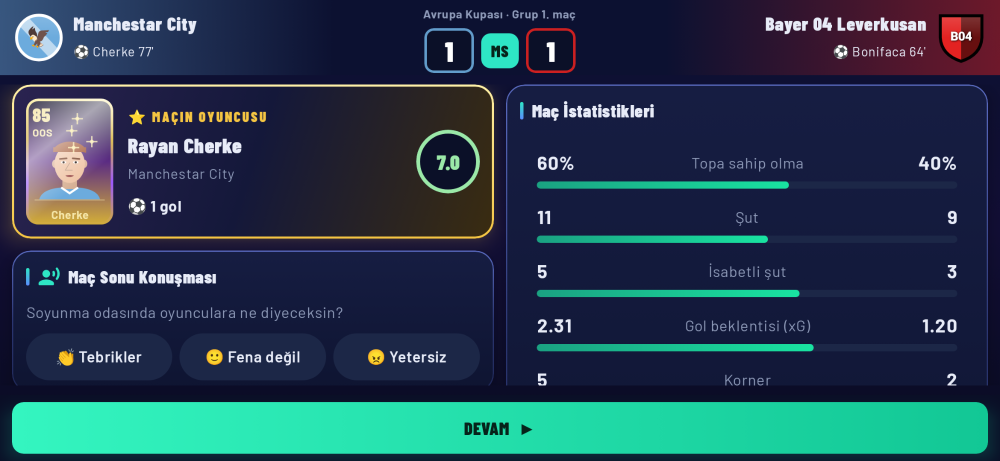 Manchestar City
⚽ Cherke 77'
Avrupa Kupası · Grup 1. maç
1 MS 1
Bayer 04 Leverkusan
⚽ Bonifaca 64'
B04
85
OOS
Cherke
⭐ MAÇIN OYUNCUSU
Rayan Cherke
Manchestar City
⚽ 1 gol
7.0
Maç Sonu Konuşması
Soyunma odasında oyunculara ne diyeceksin?
👏 Tebrikler 🙂 Fena değil 😠 Yetersiz
Maç İstatistikleri
60% Topa sahip olma 40%
11 Şut 9
5 İsabetli şut 3
2.31 Gol beklentisi (xG) 1.20
5 Korner 2
DEVAM ►